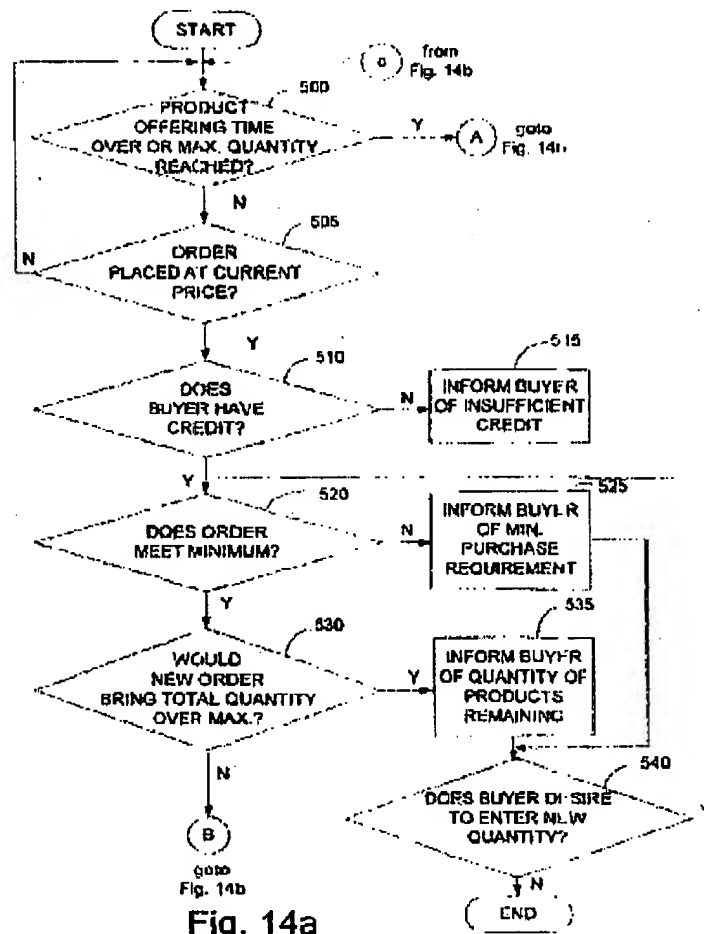 START
from
Fig. 14b
500
PRODUCT
OFFERING TIME
OVER OR MAX. QUANTITY
REACHED?
Y
A
goto
N
505
N
ORDER
PLACED AT CURRENT
PRICE?
Y
510
DOES
BUYER HAVE
CREDIT?
N
515
INFORM BUYER
OF INSUFFICIENT
CREDIT
Y
520
DOES ORDER
MEET MINIMUM?
N
525
INFORM BUYER
OF MIN.
PURCHASE
REQUIREMENT
Y
530
WOULD
NEW ORDER
BRING TOTAL QUANTITY
OVER MAX.?
Y
535
INFORM BUYER
OF QUANTITY OF
PRODUCTS
REMAINING
N
540
DOES BUYER DESIRE
TO ENTER NEW
QUANTITY?
B
goto
Fig. 14b
N
END
Fig. 14a